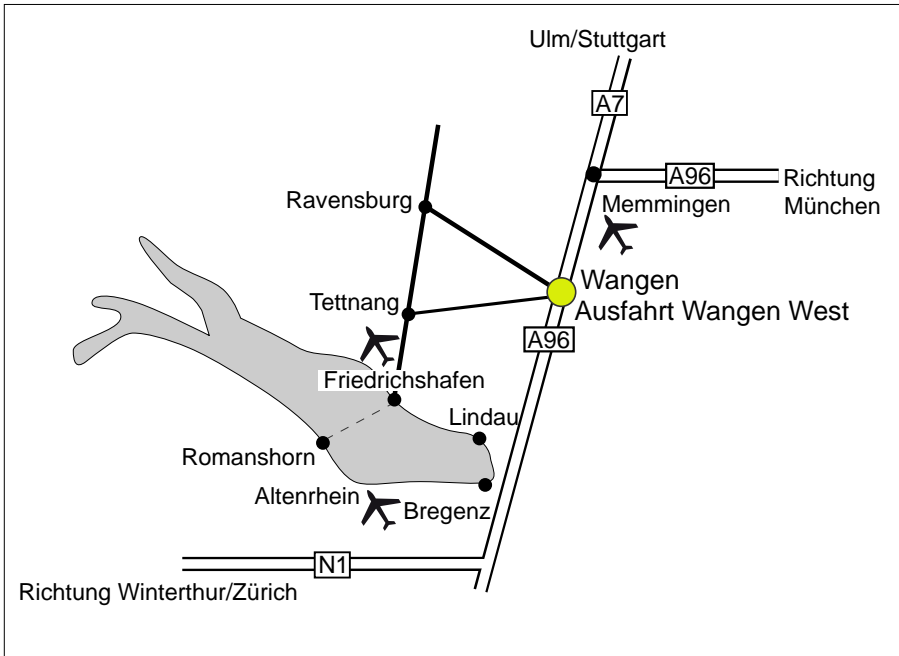 Ulm/Stuttgart
A7
A96
Richtung
München
Ravensburg
Memmingen
Wangen
Ausfahrt Wangen West
Tettnang
A96
Friedrichshafen
Lindau
Romanshorn
Altenrhein
Bregenz
N1
Richtung Winterthur/Zürich